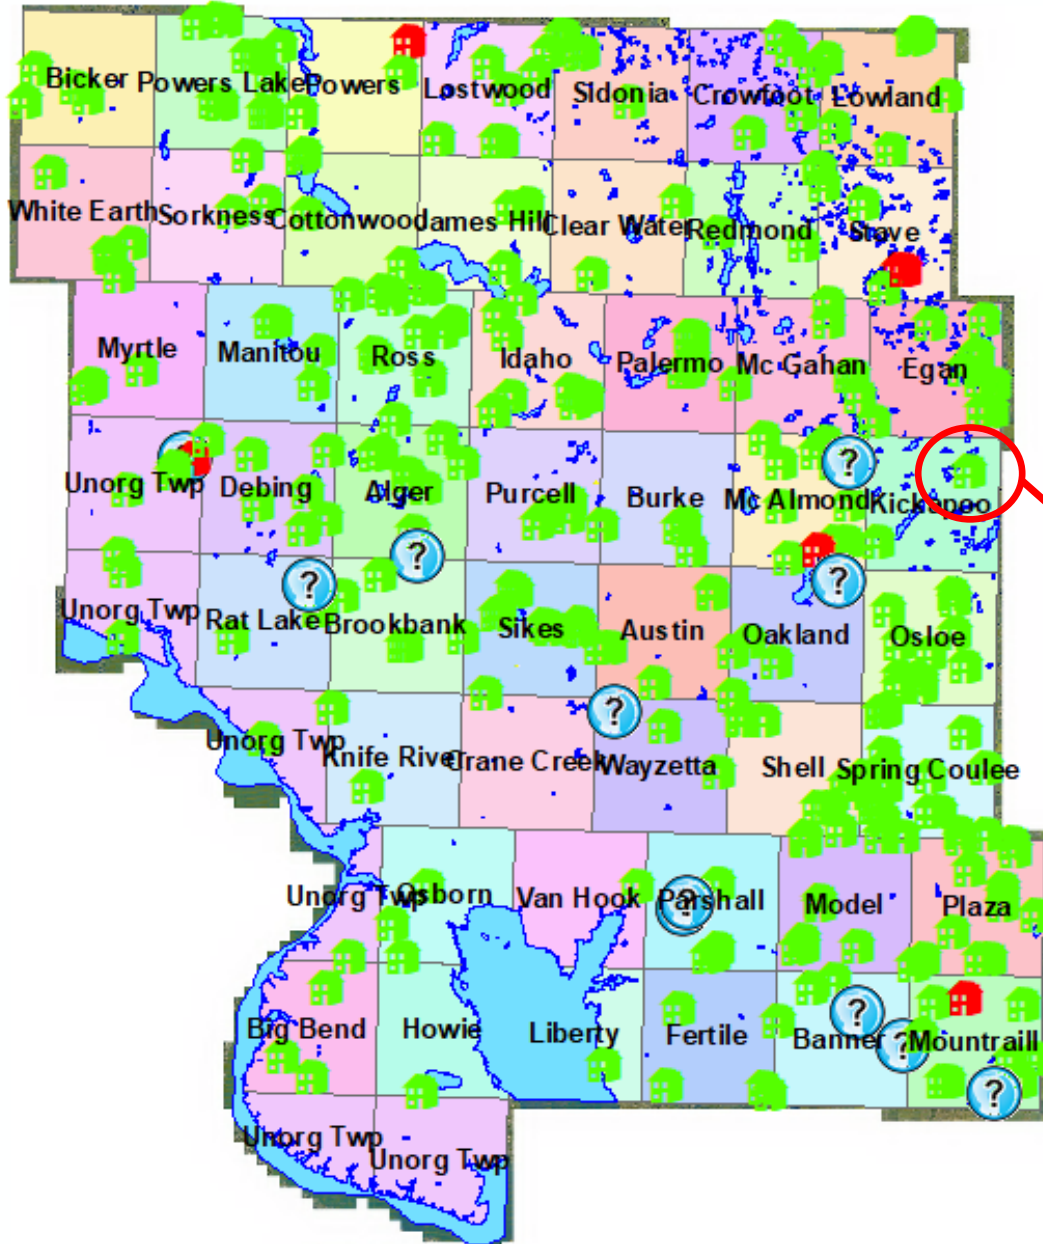 Bicker Powers Lake Powers Lostwood Sidonia Crowfoot Lowland
White Earth Sorkness Cottonwood James Hill Clear Water Redmond Stave
Myrtle Manitou Ross Idaho Palermo Mc Gahan Egan
Unorg Twp Debing Alger Purcell Burke Mc Almond Kickapoo
Unorg Twp Rat Lake Brookbank Sikes Austin Oakland Osloe
Unorg Twp Knife River Crane Creek Wayzetta Shell Spring Coulee
Unorg Twp Osborn Van Hook Parshall Model Plaza
Big Bend Howie Liberty Fertile Banner Mountraill
Unorg Twp Unorg Twp
?
?
?
?
?
?
?
?
?
?